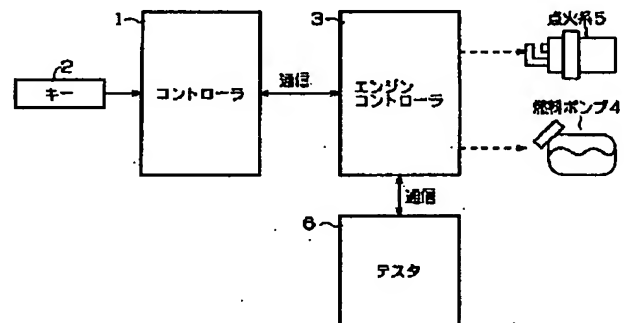 1
3
点火系5
2
キー
コントローラ
通信
エンジン
コントローラ
燃料ポンプ4
通信
6
テスタ